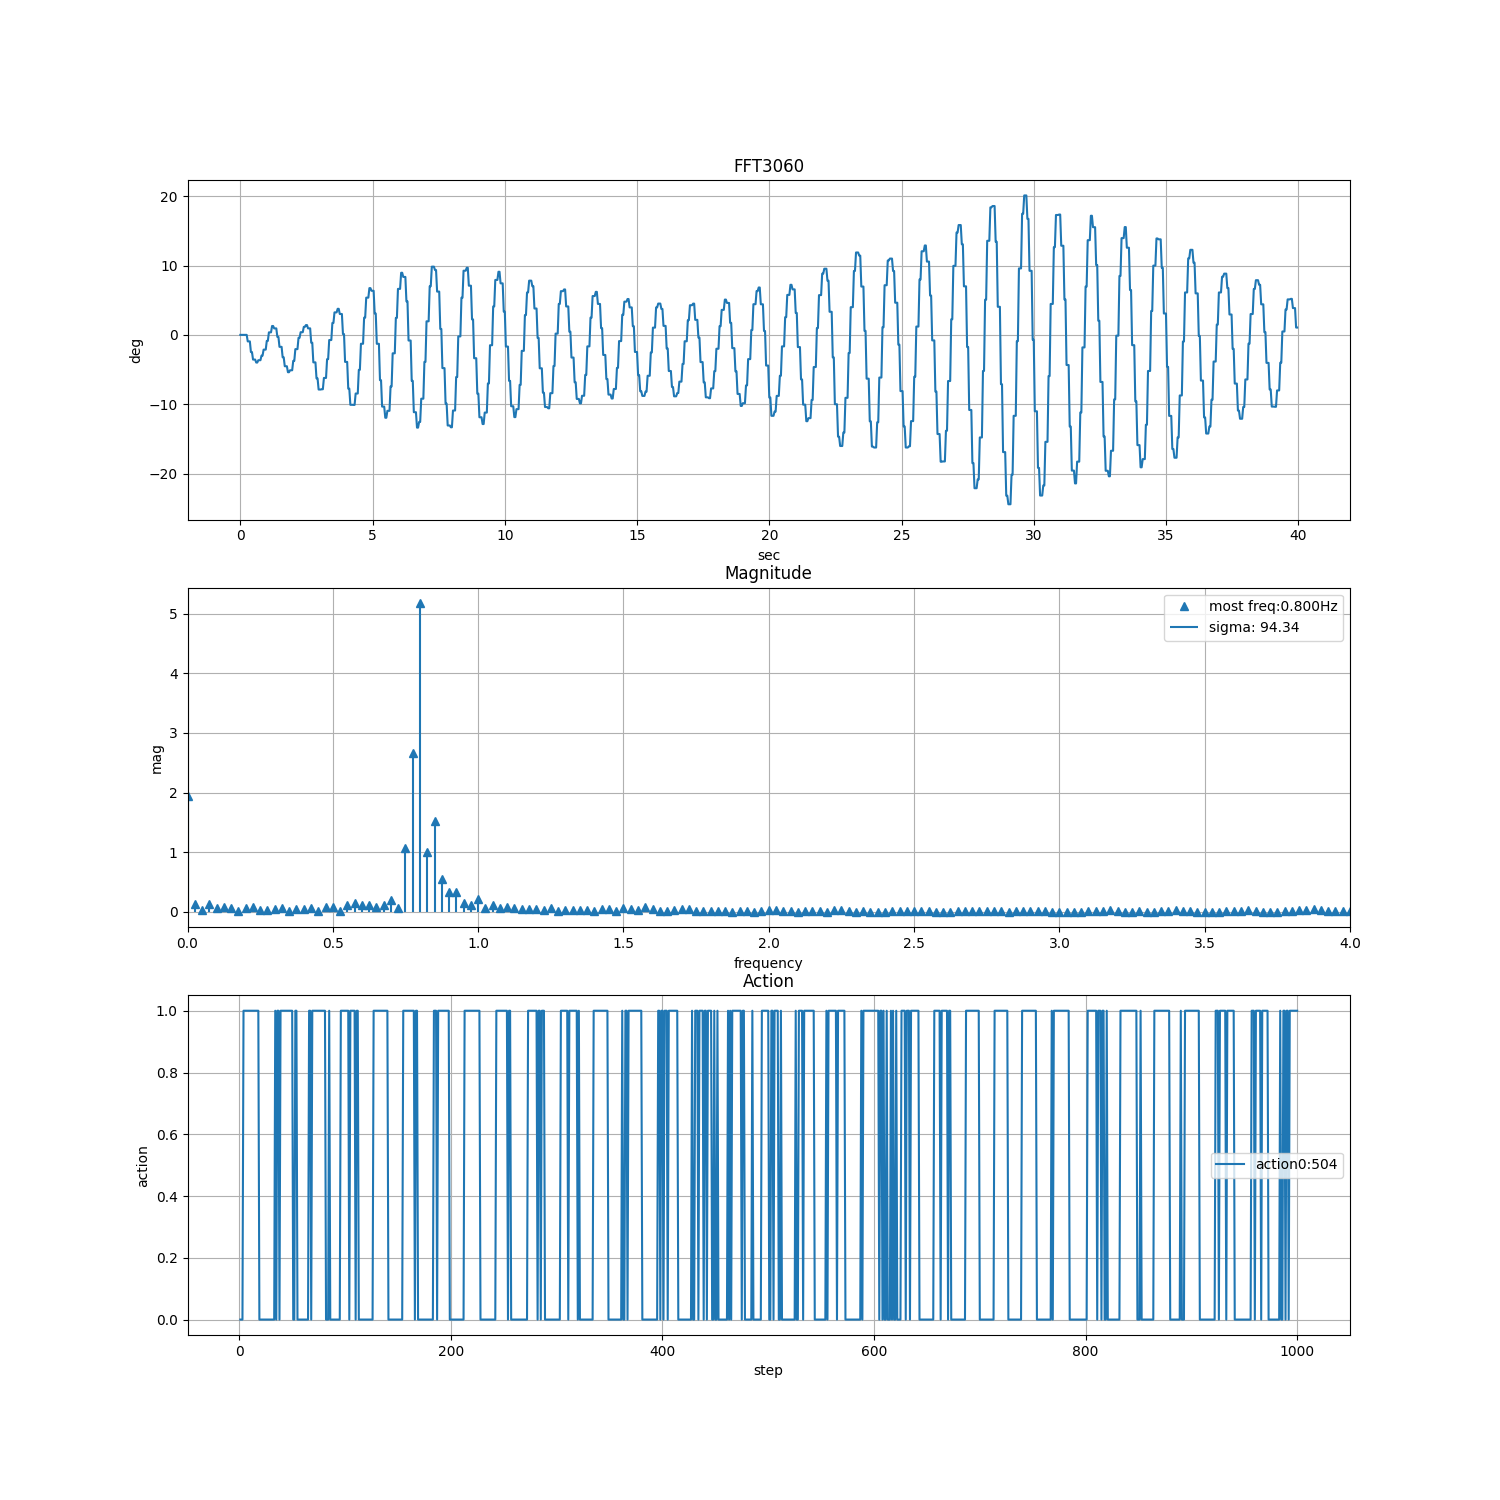 FFT3060
20
10
0
−10
−20
deg
0 5 10 15 20 25 30 35 40
sec
Magnitude
most freq:0.800Hz
sigma: 94.34
5
4
3
2
1
0
mag
0.0 0.5 1.0 1.5 2.0 2.5 3.0 3.5 4.0
frequency
Action
1.0
0.8
0.6
0.4
0.2
0.0
action
action0:504
0 200 400 600 800 1000
step